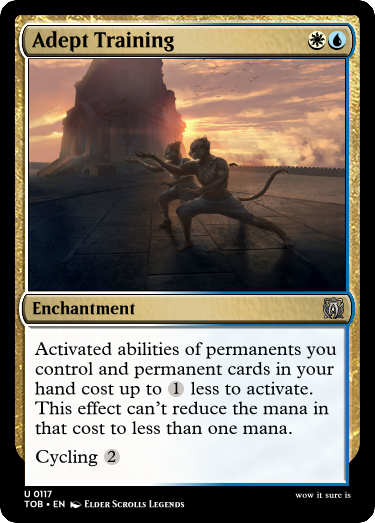 Adept Training
Enchantment
Activated abilities of permanents you
control and permanent cards in your
hand cost up to 1 less to activate.
This effect can't reduce the mana in
that cost to less than one mana.
Cycling 2
U 0117
TOB • EN Elder Scrolls Legends
wow it sure is